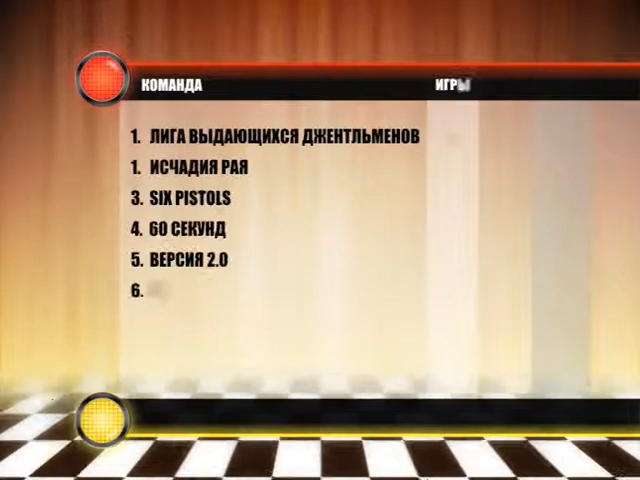 КОМАНДА ИГРЫ
1. ЛИГА ВЫДАЮЩИХСЯ ДЖЕНТЛЬМЕНОВ
1. ИСЧАДИЯ РАЯ
3. SIX PISTOLS
4. 60 СЕКУНД
5. ВЕРСИЯ 2.0
6.